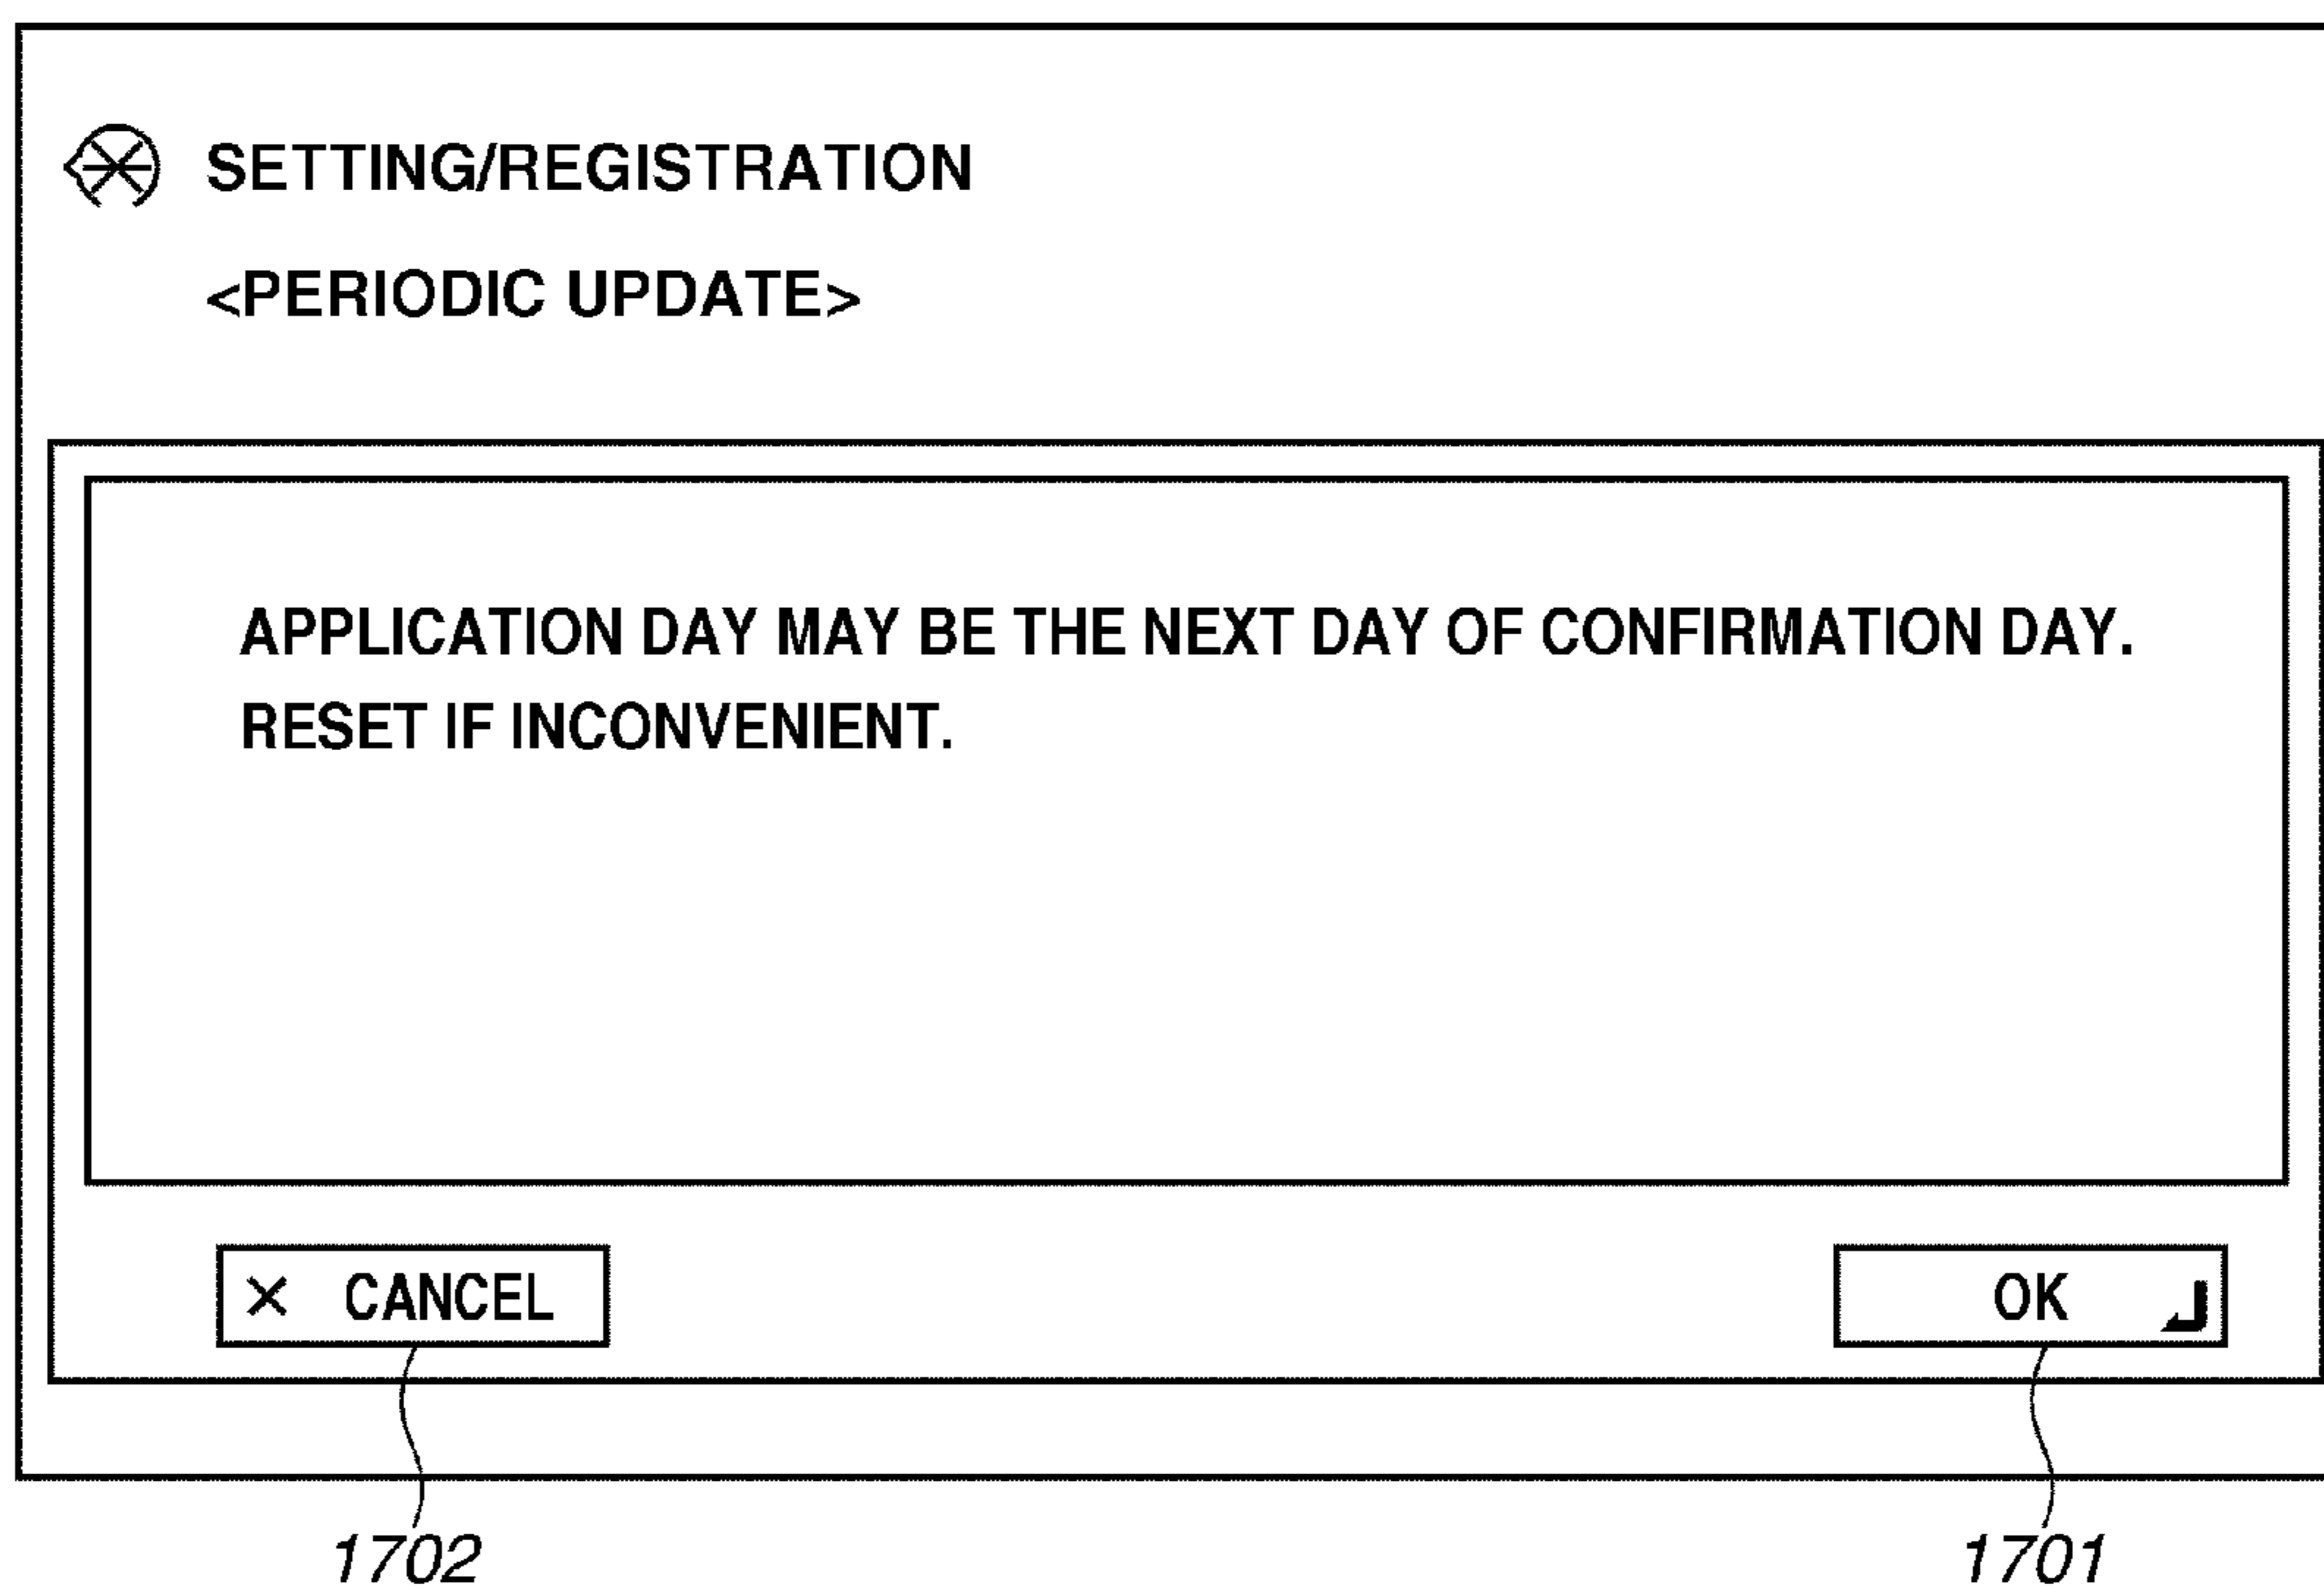 SETTING/REGISTRATION
<PERIODIC UPDATE>
APPLICATION DAY MAY BE THE NEXT DAY OF CONFIRMATION DAY.
RESET IF INCONVENIENT.
× CANCEL
OK
1702
1701